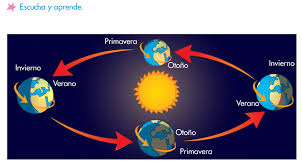 Escucha y aprende.
Primavera
Otoño
Invierno
Verano
Invierno
Verano
Otoño
Primavera